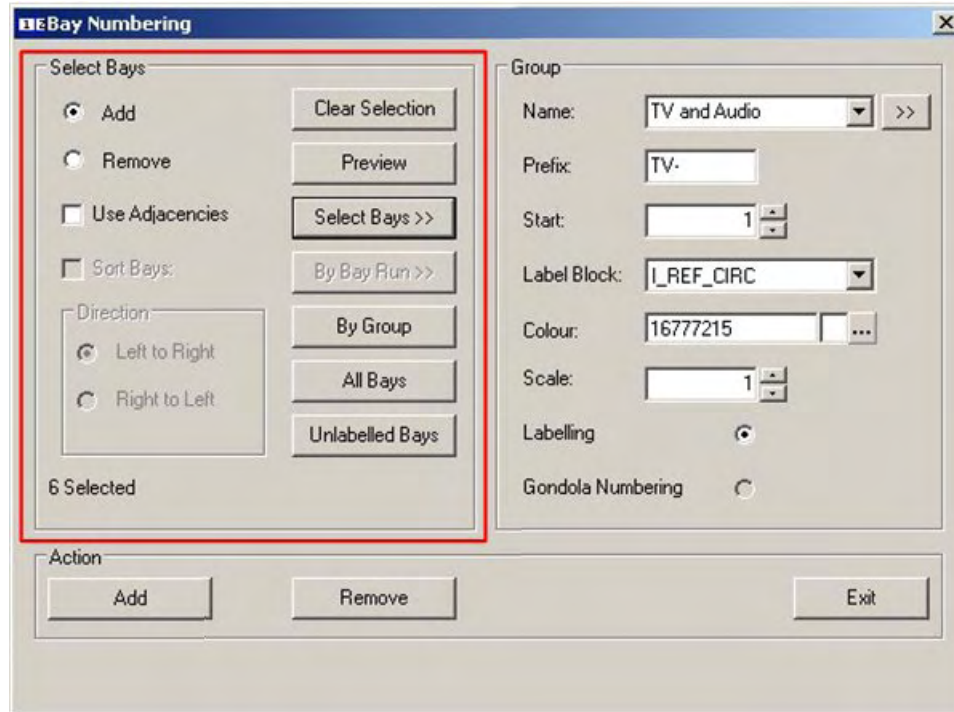 Bay Numbering
Select Bays
Add
Remove
Use Adjacencies
Sort Bays:
Direction
Left to Right
Right to Left
6 Selected
Clear Selection
Preview
Select Bays >>
By Bay Run >>
By Group
All Bays
Unlabelled Bays
Group
Name: TV and Audio >>
Prefix: TV-
Start: 1
Label Block: I_REF_CIRC
Colour: 16777215 ...
Scale: 1
Labelling
Gondola Numbering
Action
Add Remove Exit